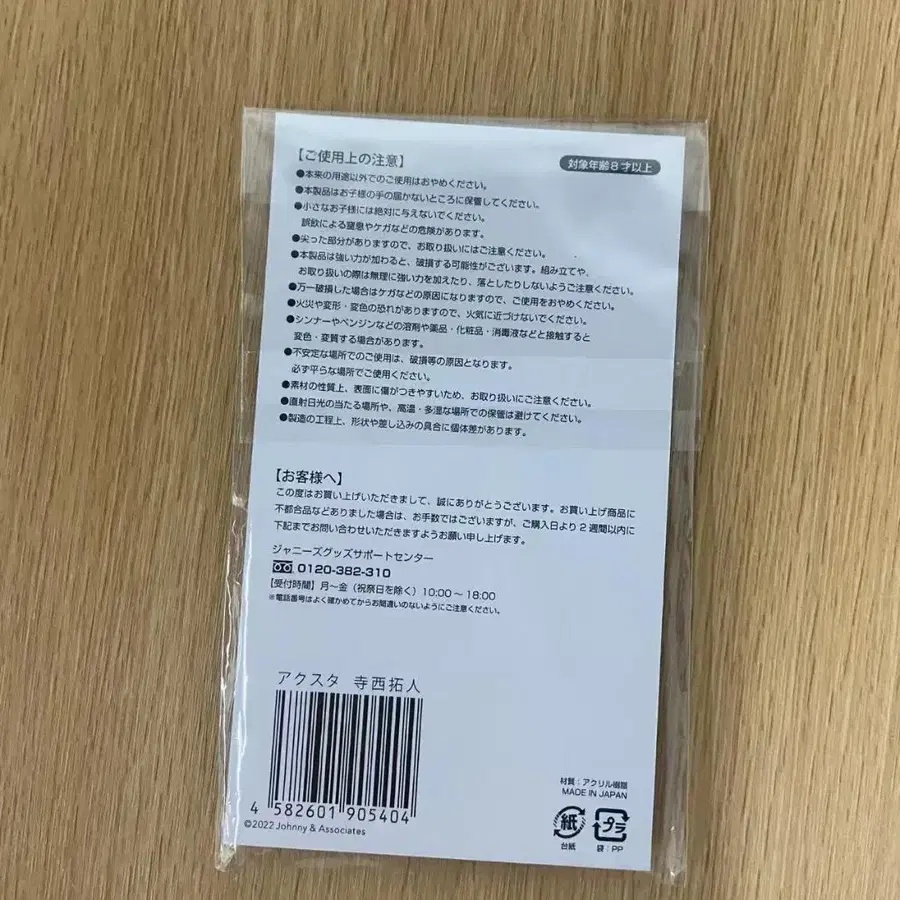 【ご使用上の注意】
対象年齢8才以上
●本来の用途以外でのご使用はおやめください。
●本製品はお子様の手の届かないところに保管してください。
●小さなお子様には絶対に与えないでください。
誤飲による窒息やケガなどの危険があります。
●尖った部分がありますので、お取り扱いにはご注意ください。
●本製品は強い力が加わると、破損する可能性がございます。組み立てや、
お取り扱いの際は無理に強い力を加えたり、落としたりしないようご注意ください。
●万一破損した場合はケガなどの原因になりますので、ご使用をおやめください。
●火災や変形・変色の恐れがありますので、火気に近づけないでください。
●シンナーやベンジンなどの溶剤や薬品・化粧品・消毒液などと接触すると
変色・変質する場合があります。
●不安定な場所でのご使用は、破損等の原因となります。
必ず平らな場所でご使用ください。
●素材の性質上、表面に傷がつきやすいため、お取り扱いにご注意ください。
●直射日光の当たる場所や、高温・多湿な場所での保管は避けてください。
●製造の工程上、形状や差し込みの具合に個体差があります。
【お客様へ】
この度はお買い上げいただきまして、誠にありがとうございます。お買い上げ商品に
不都合品などありました場合は、お手数ではございますが、ご購入日より2週間以内に
下記までお問い合わせいただきますようお願い申し上げます。
ジャニーズグッズサポートセンター
0120-382-310
【受付時間】月〜金（祝祭日を除く）10:00〜18:00
※電話番号はよく確かめてからお間違いのないようにご注意ください。
アクスタ 寺西拓人
4 582601 905404
©2022 Johnny & Associates
材質：アクリル樹脂
MADE IN JAPAN
紙
台紙
プラ
袋：PP